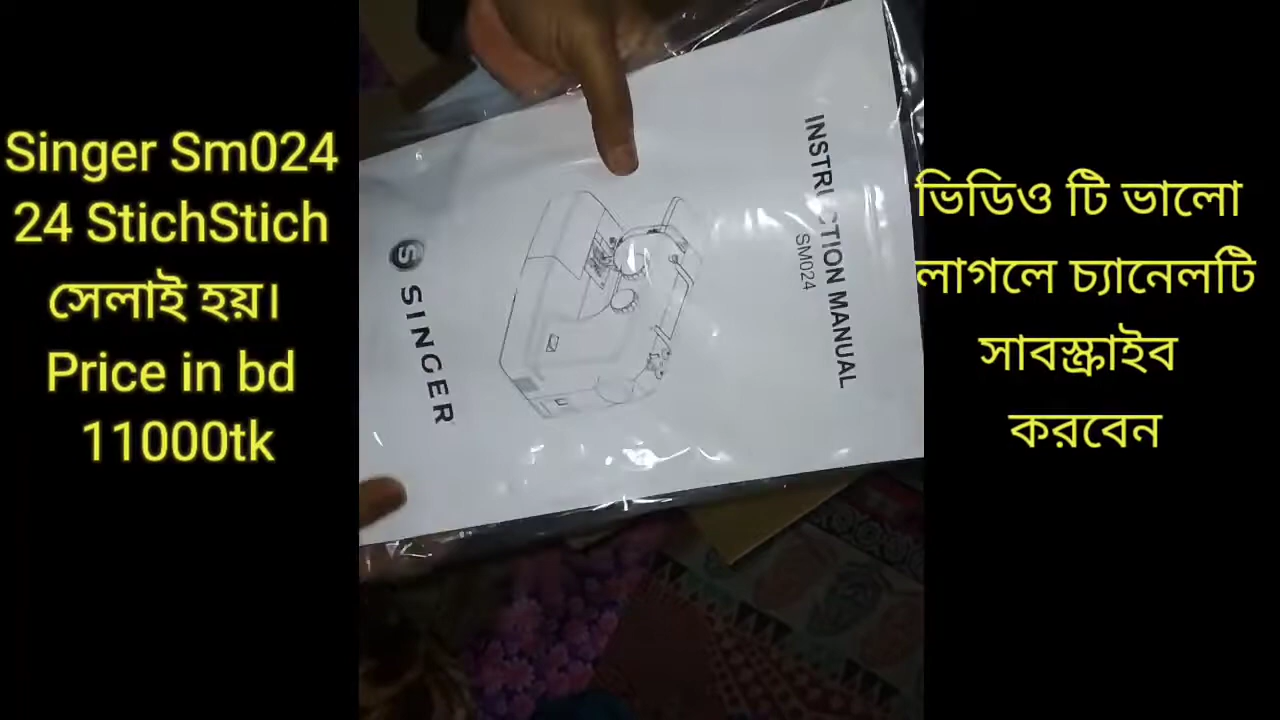 Singer Sm024
24 StichStich
সেলাই হয়।
Price in bd
11000tk
INSTRUCTION MANUAL
SM024
S SINGER
ভিডিও টি ভালো
লাগলে চ্যানেলটি
সাবস্ক্রাইব
করবেন